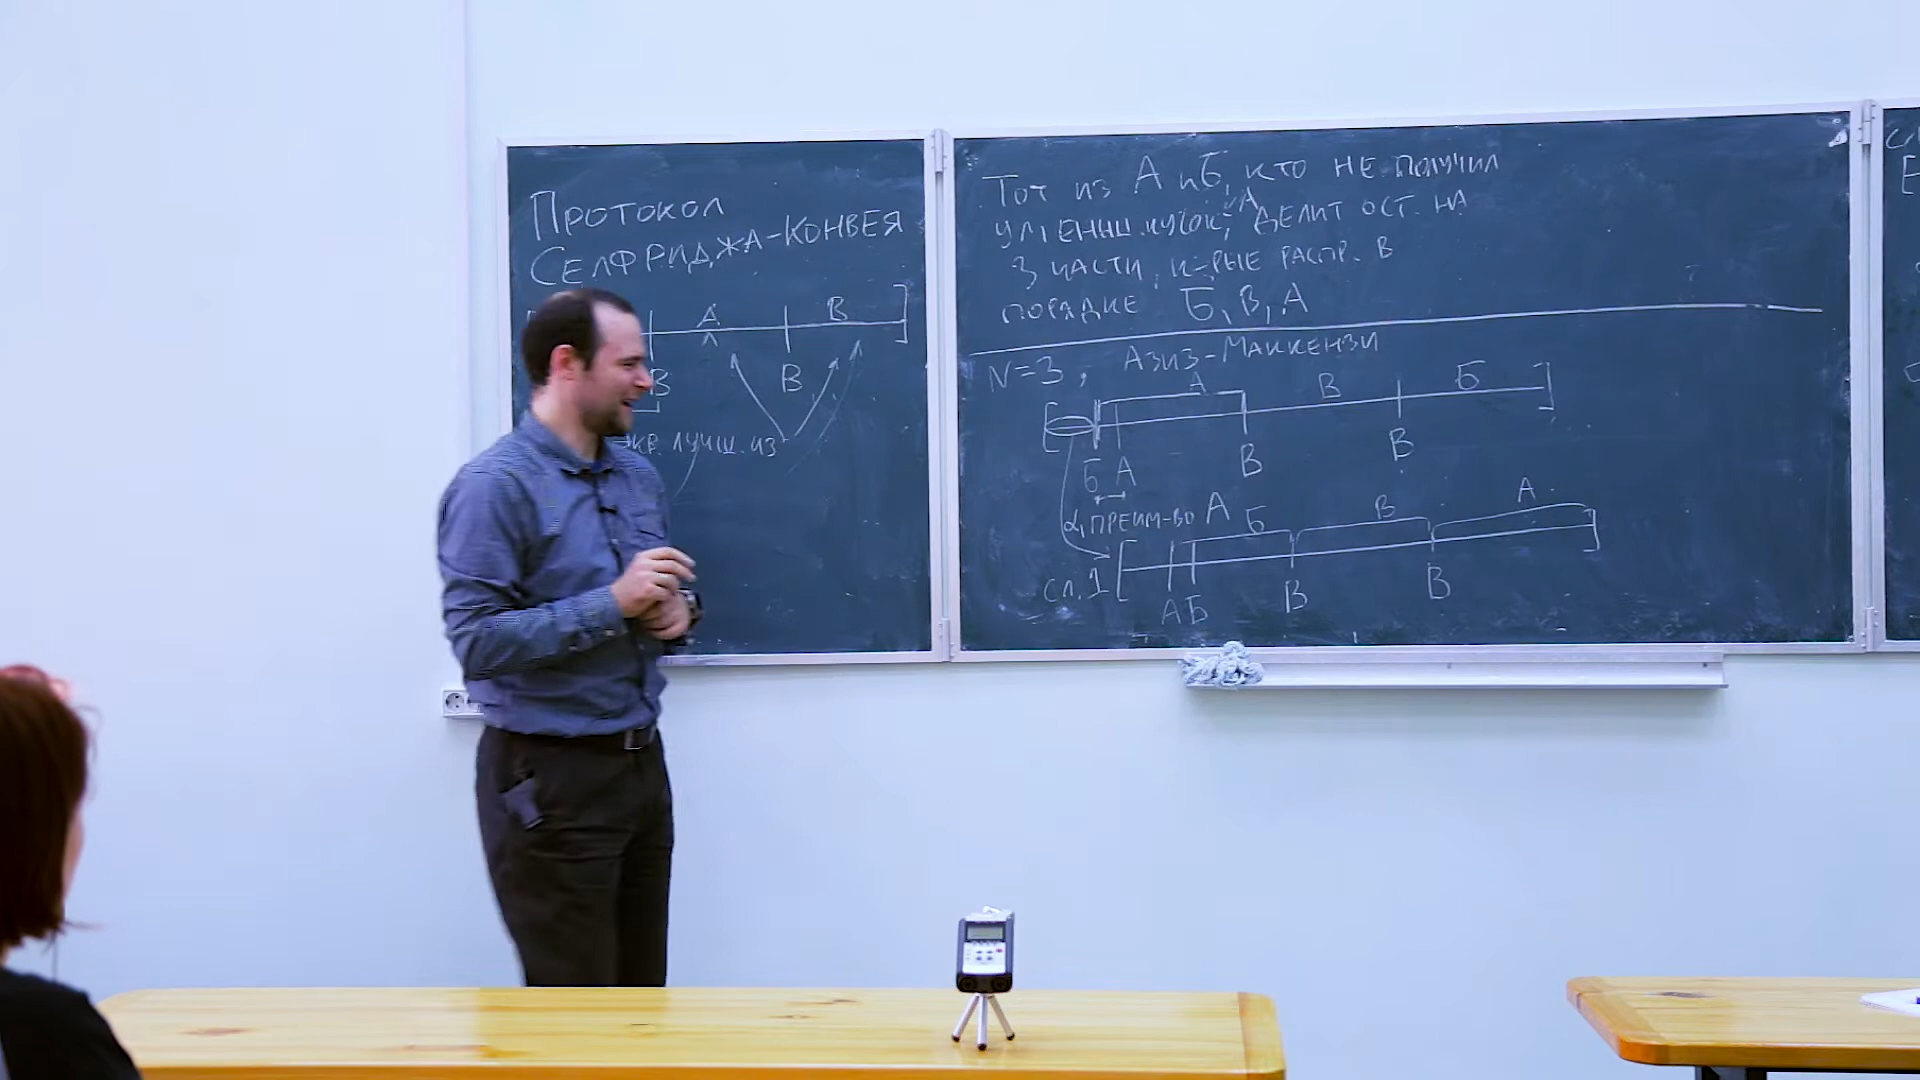 ПРОТОКОЛ
СЕЛФРИДЖА-КОНВЕЯ
А В
В В
ЭКВ. ЛУЧШ. ИЗ
ТОТ ИЗ А И Б, КТО НЕ ПОЛУЧИЛ
УМЕНЬШ. КУСОК, А, ДЕЛИТ ОСТ. НА
3 ЧАСТИ, К-РЫЕ РАСПР. В
ПОРЯДКЕ Б, В, А
N=3, АЗИЗ-МАККЕНЗИ
А В Б
Б А В В
α, ПРЕИМ-ВО А
Б В А
СЛ. 1
А Б В В